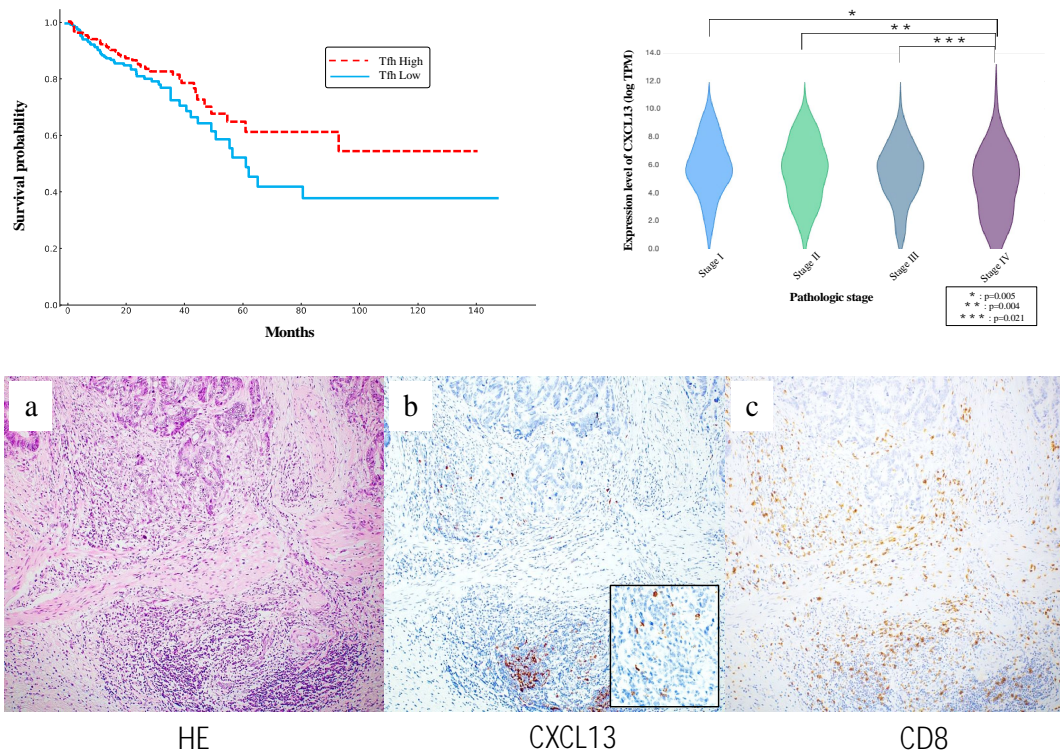 Survival probability
1.0
0.8
0.6
0.4
0.2
0.0
0
20
40
60
80
100
120
140
Months
Tfh High
Tfh Low
*
**
***
Expression level of CXCL13 (log TPM)
14.0
12.0
10.0
8.0
6.0
4.0
2.0
0.0
Stage I
Stage II
Stage III
Stage IV
Pathologic stage
* : p=0.005
** : p=0.004
*** : p=0.021
a
b
c
HE
CXCL13
CD8